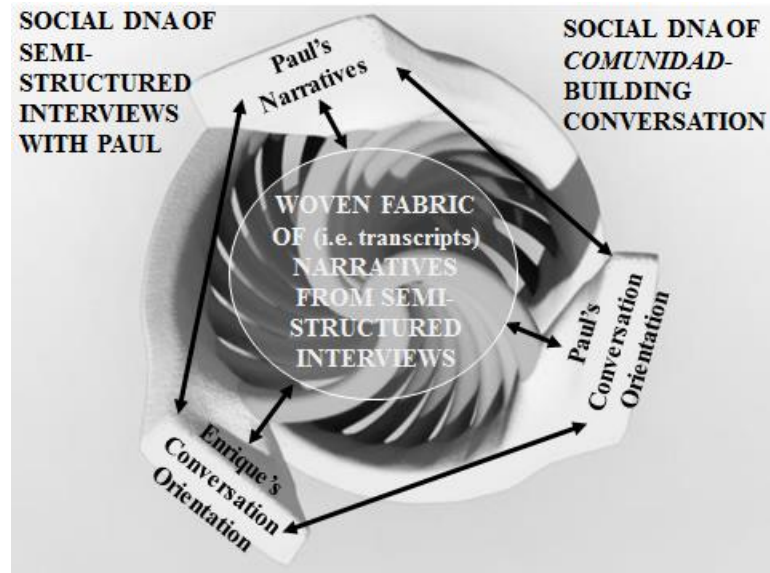 SOCIAL DNA OF
SEMI-
STRUCTURED
INTERVIEWS
WITH PAUL
Paul's
Narratives
SOCIAL DNA OF
COMUNIDAD-
BUILDING
CONVERSATION
WOVEN FABRIC
OF (i.e. transcripts)
NARRATIVES
FROM SEMI-
STRUCTURED
INTERVIEWS
Paul's
Conversation
Orientation
Enrique's
Conversation
Orientation